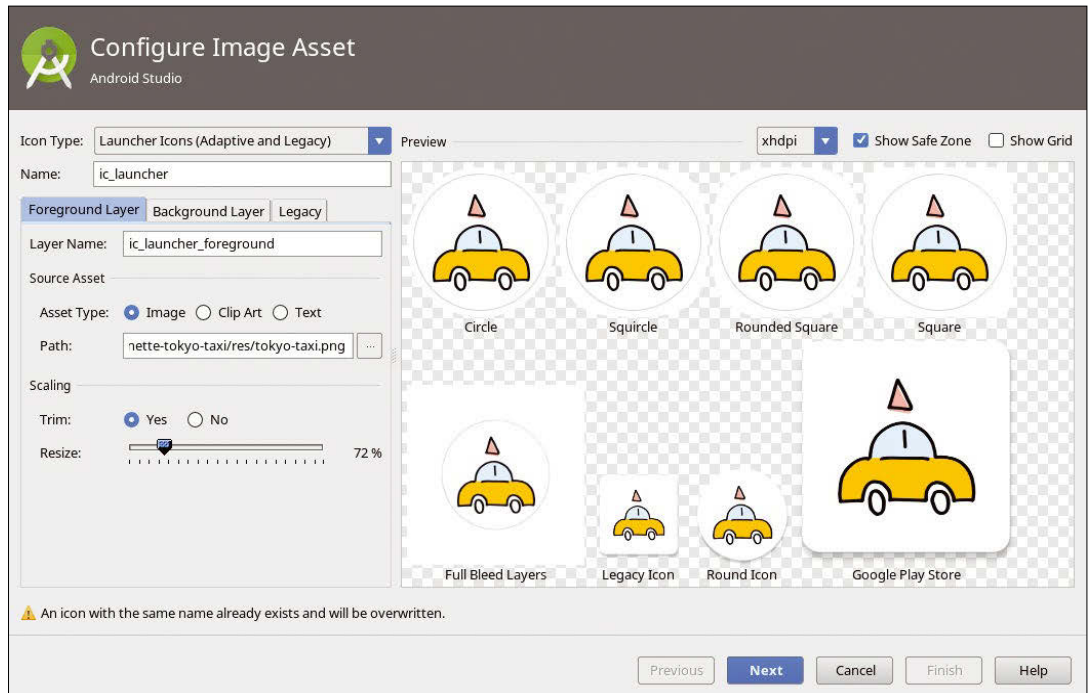 Configure Image Asset
Android Studio
Icon Type: Launcher Icons (Adaptive and Legacy)
Name: ic_launcher
Foreground Layer Background Layer Legacy
Layer Name: ic_launcher_foreground
Source Asset
Asset Type: Image Clip Art Text
Path: nette-tokyo-taxi/res/tokyo-taxi.png ...
Scaling
Trim: Yes No
Resize: 72 %
Preview xhdpi Show Safe Zone Show Grid
Circle Squircle Rounded Square Square
Full Bleed Layers Legacy Icon Round Icon Google Play Store
An icon with the same name already exists and will be overwritten.
Previous Next Cancel Finish Help